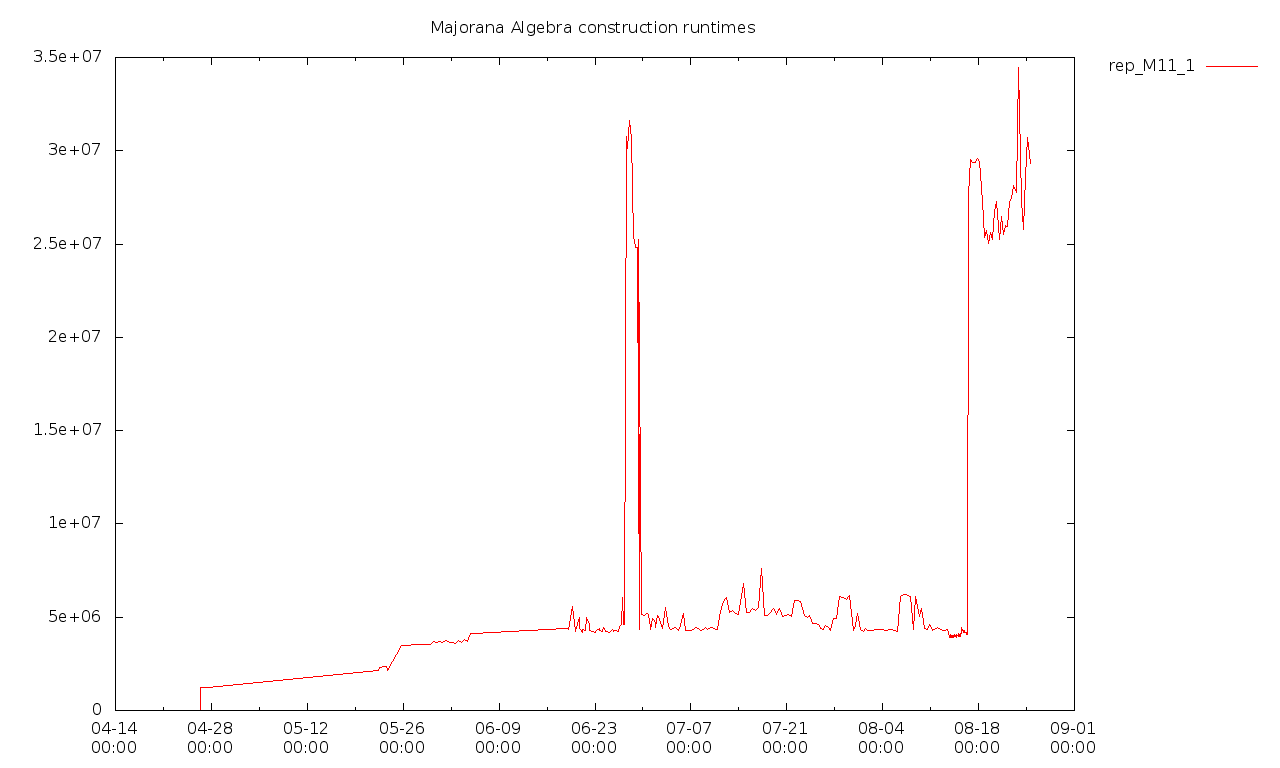 Majorana Algebra construction runtimes
rep_M11_1
3.5e+07
3e+07
2.5e+07
2e+07
1.5e+07
1e+07
5e+06
0
04-14 04-28 05-12 05-26 06-09 06-23 07-07 07-21 08-04 08-18 09-01
00:00 00:00 00:00 00:00 00:00 00:00 00:00 00:00 00:00 00:00 00:00